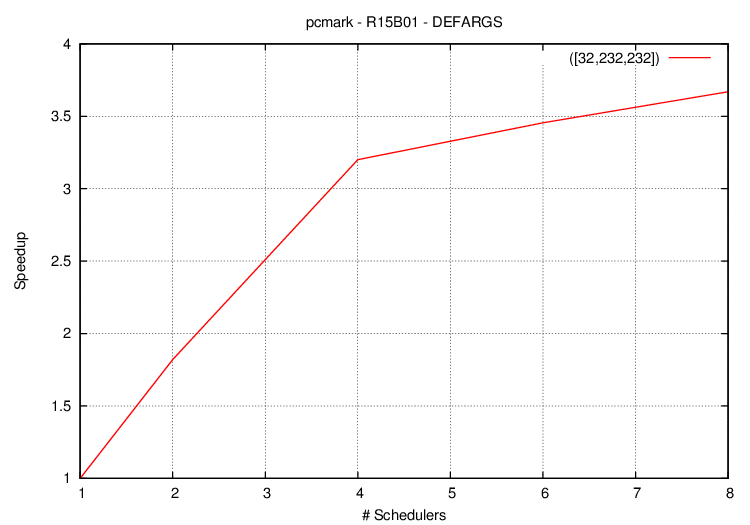 pcmark - R15B01 - DEFARGS
([32,232,232])
4
3.5
3
2.5
2
1.5
1
Speedup
1 2 3 4 5 6 7 8
# Schedulers